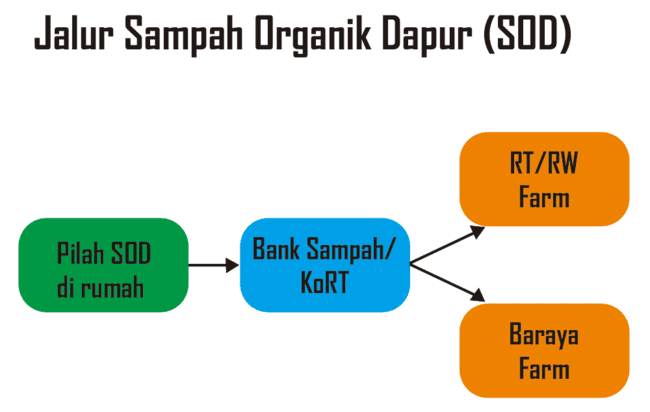 Jalur Sampah Organik Dapur (SOD)
Pilah SOD
di rumah
Bank Sampah/
KoRT
RT/RW
Farm
Baraya
Farm